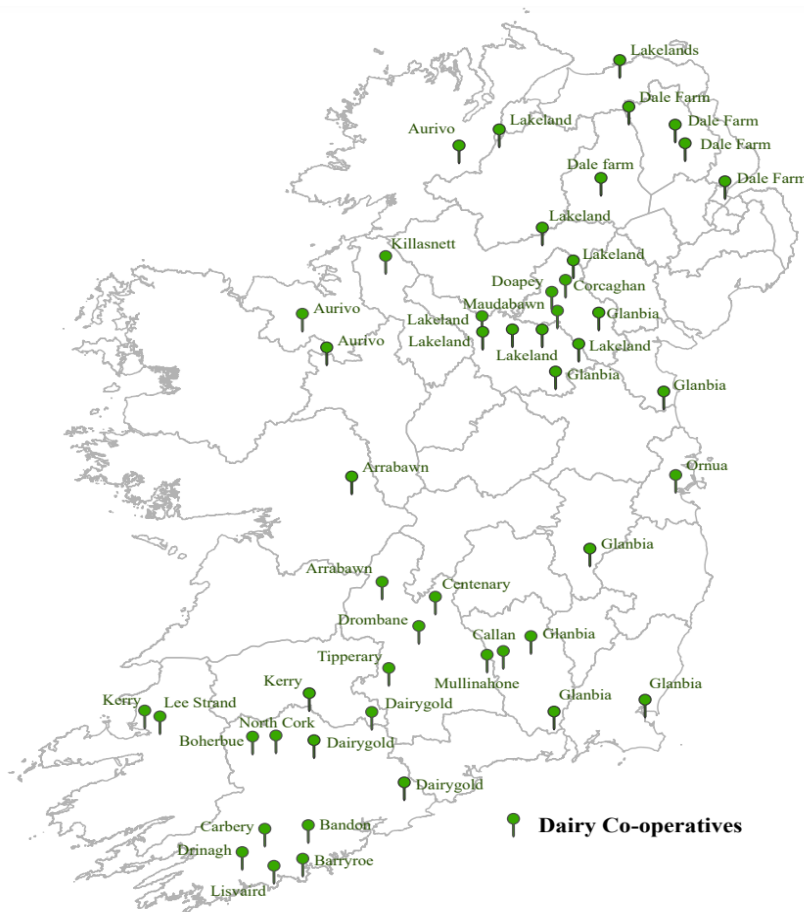 Lakelands
Dale Farm
Lakeland
Dale Farm
Aurivo
Dale Farm
Dale farm
Dale Farm
Lakeland
Killasnett
Lakeland
Doapey
Corcaghan
Maudabawn
Aurivo
Lakeland
Glanbia
Aurivo
Lakeland
Lakeland
Lakeland
Glanbia
Glanbia
Arrabawn
Ornua
Glanbia
Arrabawn
Centenary
Drombane
Callan
Glanbia
Tipperary
Mullinahone
Kerry
Kerry
Lee Strand
Dairygold
Glanbia
Glanbia
North Cork
Boherbue
Dairygold
Dairygold
Carbery
Bandon
Dairy Co-operatives
Drinagh
Barryroe
Lisvaird